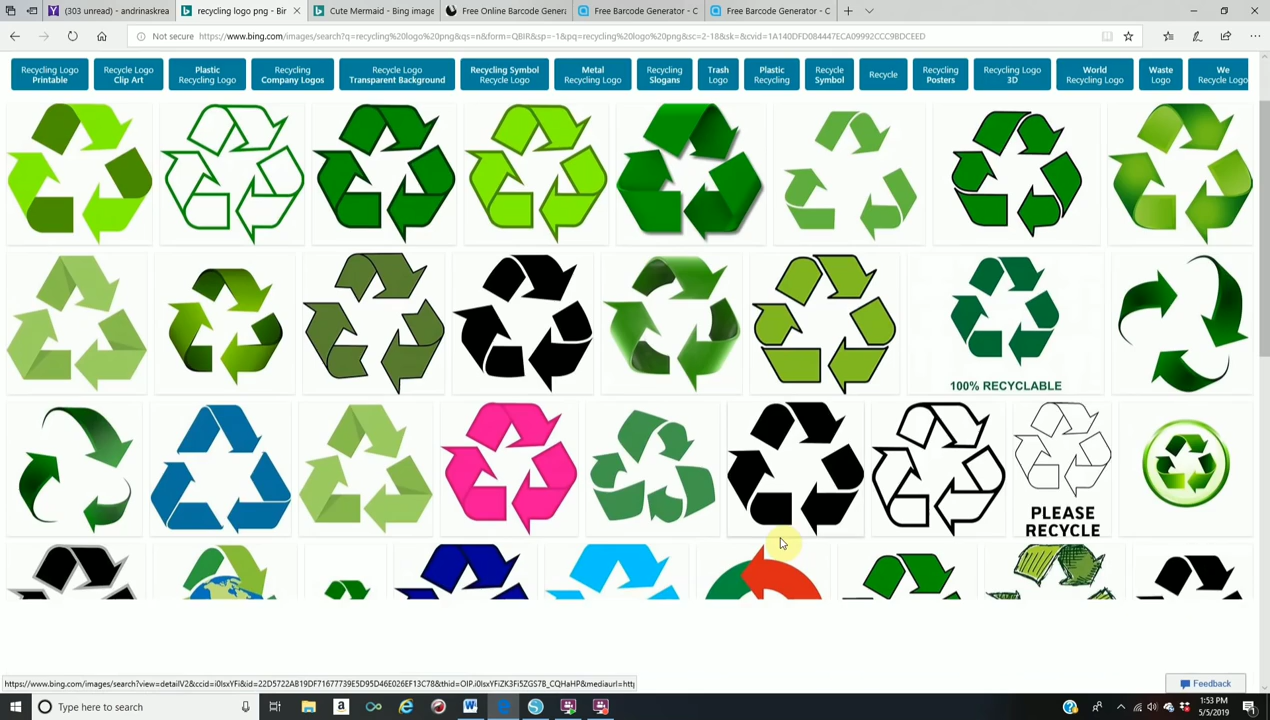 (303 unread) - andrinaskrea
recycling logo png - Bin
Cute Mermaid - Bing image
Free Online Barcode Genera
Free Barcode Generator - C
Free Barcode Generator - C
Not secure
https://www.bing.com/images/search?q=recycling%20logo%20png&qs=n&form=QBIR&sp=-1&pq=recycling%20logo%20png&sc=2-18&sk=&cvid=1A140DFD084447ECA09992CCC9BDCEED
Recycling Logo
Printable
Recycle Logo
Clip Art
Plastic
Recycling Logo
Recycling
Company Logos
Recycle Logo
Transparent Background
Recycling Symbol
Recycle Logo
Metal
Recycling Logo
Recycling
Slogans
Trash
Logo
Plastic
Recycling
Recycle
Symbol
Recycle
Recycling
Posters
Recycling Logo
3D
World
Recycling Logo
Waste
Logo
We
Recycle Logo
100% RECYCLABLE
PLEASE
RECYCLE
https://www.bing.com/images/search?view=detailV2&ccid=i0IsxYFi&id=22D5722AB19DF71677739E5D95D46E026EF13C78&thid=OIP.i0IsxYFiZK3Fi5ZGS7B_CQHaHP&mediaurl=http
Feedback
Type here to search
1:53 PM
5/5/2019